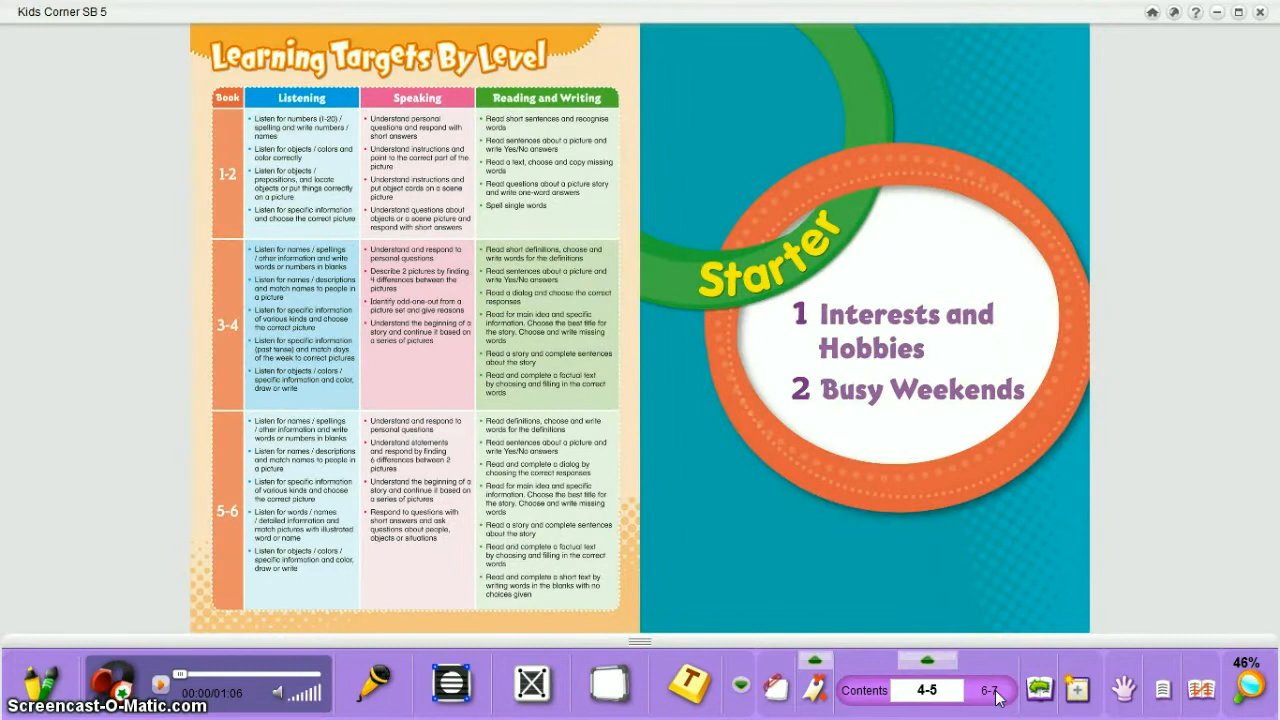 Kids Corner SB 5
Learning Targets By Level
Book
Listening
Speaking
Reading and Writing
1-2
Listen for numbers (1-20) /
spelling and write numbers /
names
Listen for objects / colors and
color correctly
Listen for objects /
prepositions, and locate
objects or put things correctly
on a picture
Listen for specific information
and choose the correct picture
Understand personal
questions and respond with
short answers
Understand instructions and
point to the correct part of the
picture
Understand instructions and
put object cards on a scene
picture
Understand questions about
objects or a scene picture and
respond with short answers
Read short sentences and recognise
words
Read sentences about a picture and
write Yes/No answers
Read a text, choose and copy missing
words
Read questions about a picture story
and write one-word answers
Spell single words
3-4
Listen for names / spellings
/ other information and write
words or numbers in blanks
Listen for names / descriptions
and match names to people in
a picture
Listen for specific information
of various kinds and choose
the correct picture
Listen for specific information
(past tense) and match days
of the week to correct pictures
Listen for objects / colors /
specific information and color,
draw or write
Understand and respond to
personal questions
Describe 2 pictures by finding
4 differences between the
pictures
Identify odd-one-out from a
picture set and give reasons
Understand the beginning of a
story and continue it based on
a series of pictures
Read short definitions, choose and
write words for the definitions
Read sentences about a picture and
write Yes/No answers
Read a dialog and choose the correct
responses
Read for main idea and specific
information. Choose the best title for
the story. Choose and write missing
words
Read a story and complete sentences
about the story
Read and complete a factual text
by choosing and filling in the correct
words
5-6
Listen for names / spellings
/ other information and write
words or numbers in blanks
Listen for names / descriptions
and match names to people in
a picture
Listen for specific information
of various kinds and choose
the correct picture
Listen for words / names
/ detailed information and
match pictures with illustrated
word or name
Listen for objects / colors /
specific information and color,
draw or write
Understand and respond to
personal questions
Understand statements
and respond by finding
6 differences between 2
pictures
Understand the beginning of a
story and continue it based on
a series of pictures
Respond to questions with
short answers and ask
questions about people,
objects or situations
Read definitions, choose and write
words for the definitions
Read sentences about a picture and
write Yes/No answers
Read and complete a dialog by
choosing the correct responses
Read for main idea and specific
information. Choose the best title for
the story. Choose and write missing
words
Read a story and complete sentences
about the story
Read and complete a factual text
by choosing and filling in the correct
words
Read and complete a short text by
writing words in the blanks with no
choices given
Starter
1 Interests and
Hobbies
2 Busy Weekends
00:00/01:06
T
Contents
4-5
6-7
46%
Screencast-O-Matic.com